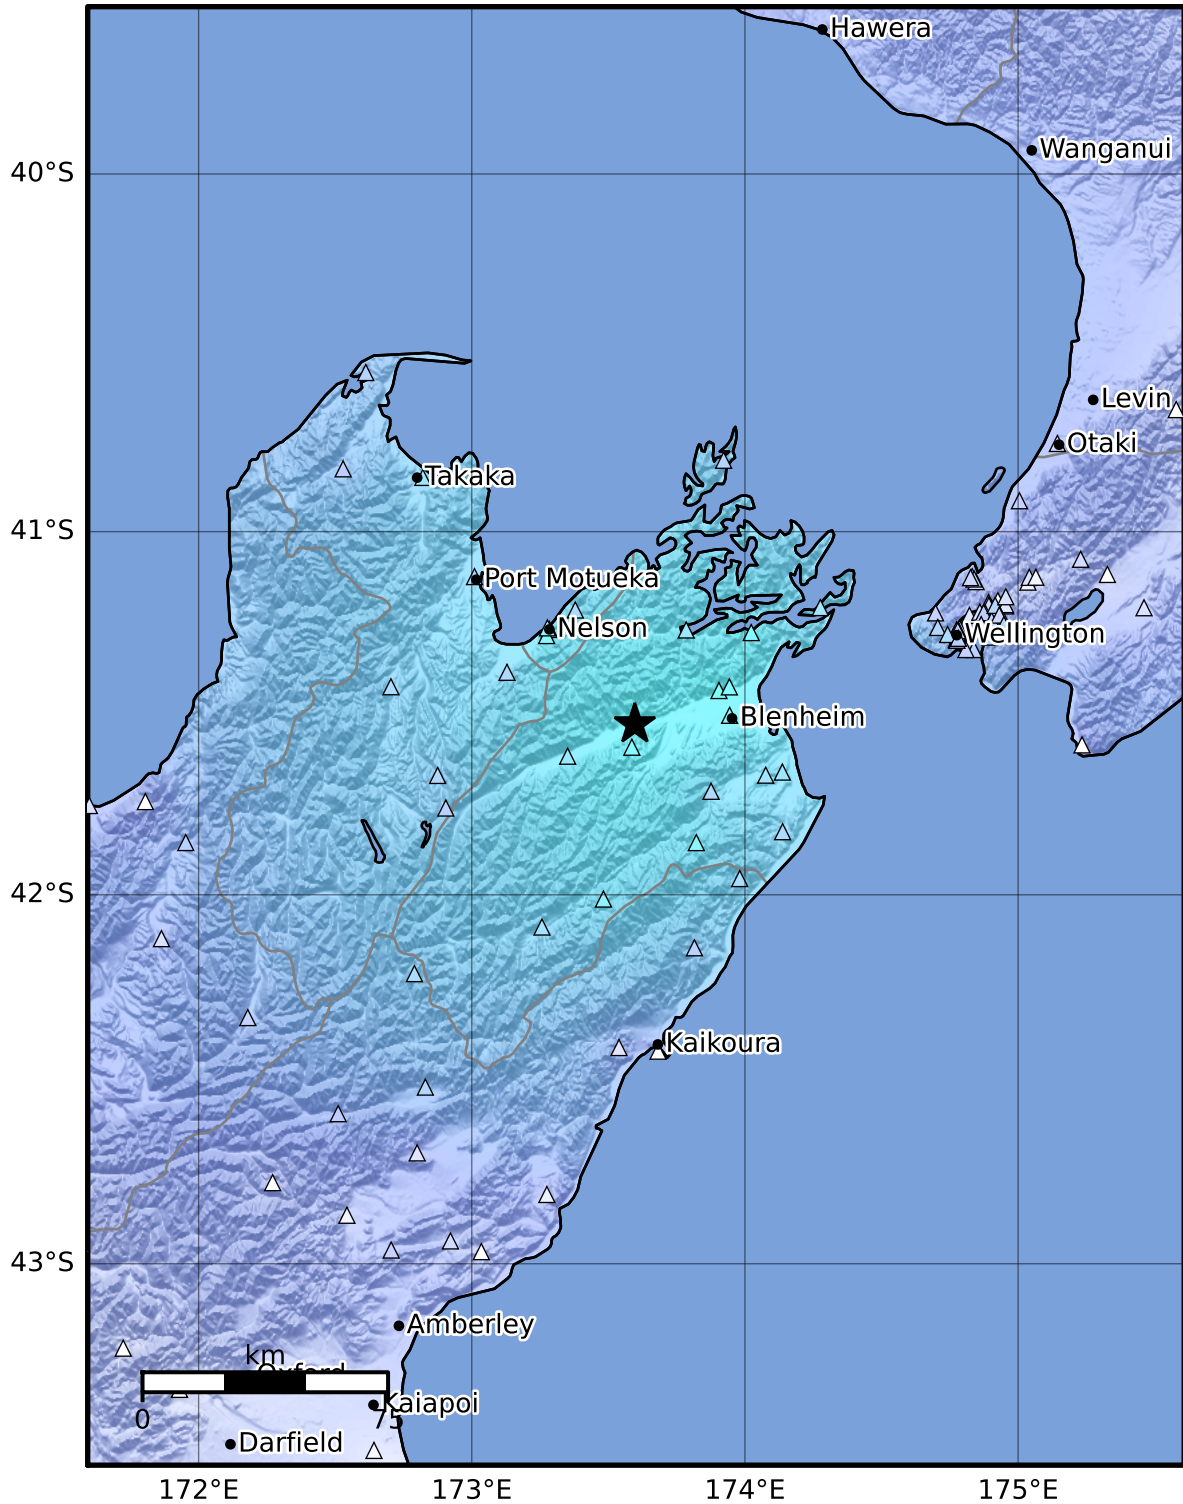 Hawera
Wanganui
40°S
Levin
Otaki
Takaka
41°S
Port Motueka
Nelson
Wellington
Blenheim
42°S
Kaikoura
43°S
Amberley
km
Oxford
Kaiapoi
0
75
Darfield
172°E
173°E
174°E
175°E